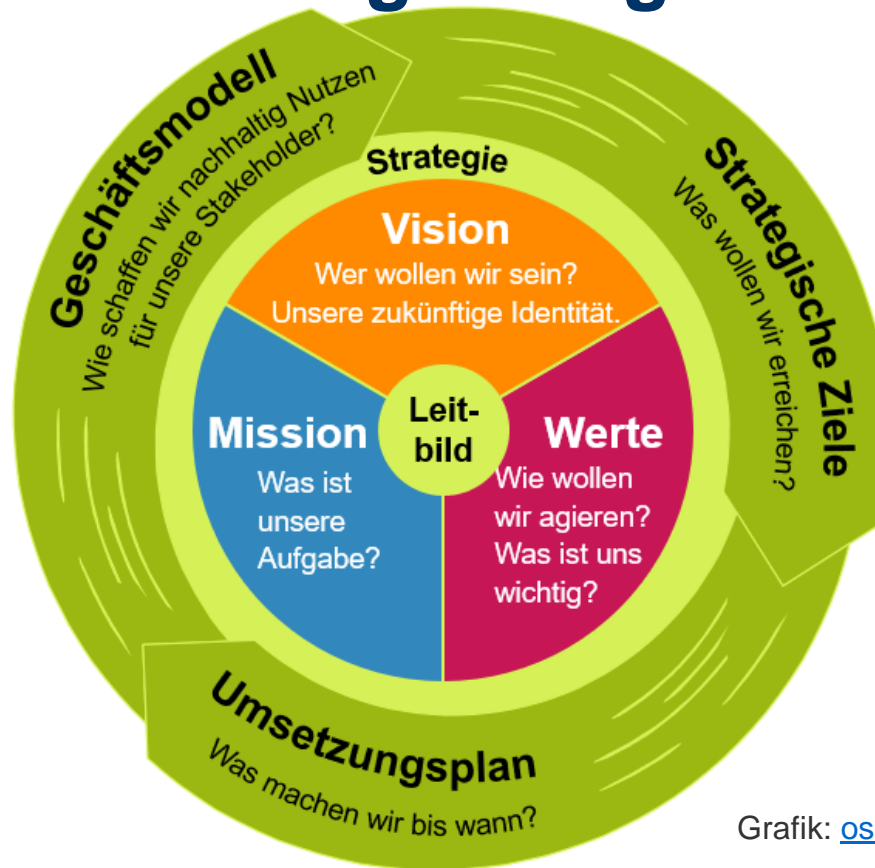 Geschäftsmodell
Wie schaffen wir nachhaltig Nutzen
für unsere Stakeholder?
Strategische Ziele
Was wollen wir erreichen?
Strategie
Vision
Wer wollen wir sein?
Unsere zukünftige Identität.
Leit-
bild
Mission
Was ist
unsere
Aufgabe?
Werte
Wie wollen
wir agieren?
Was ist uns
wichtig?
Umsetzungsplan
Was machen wir bis wann?
Grafik: os